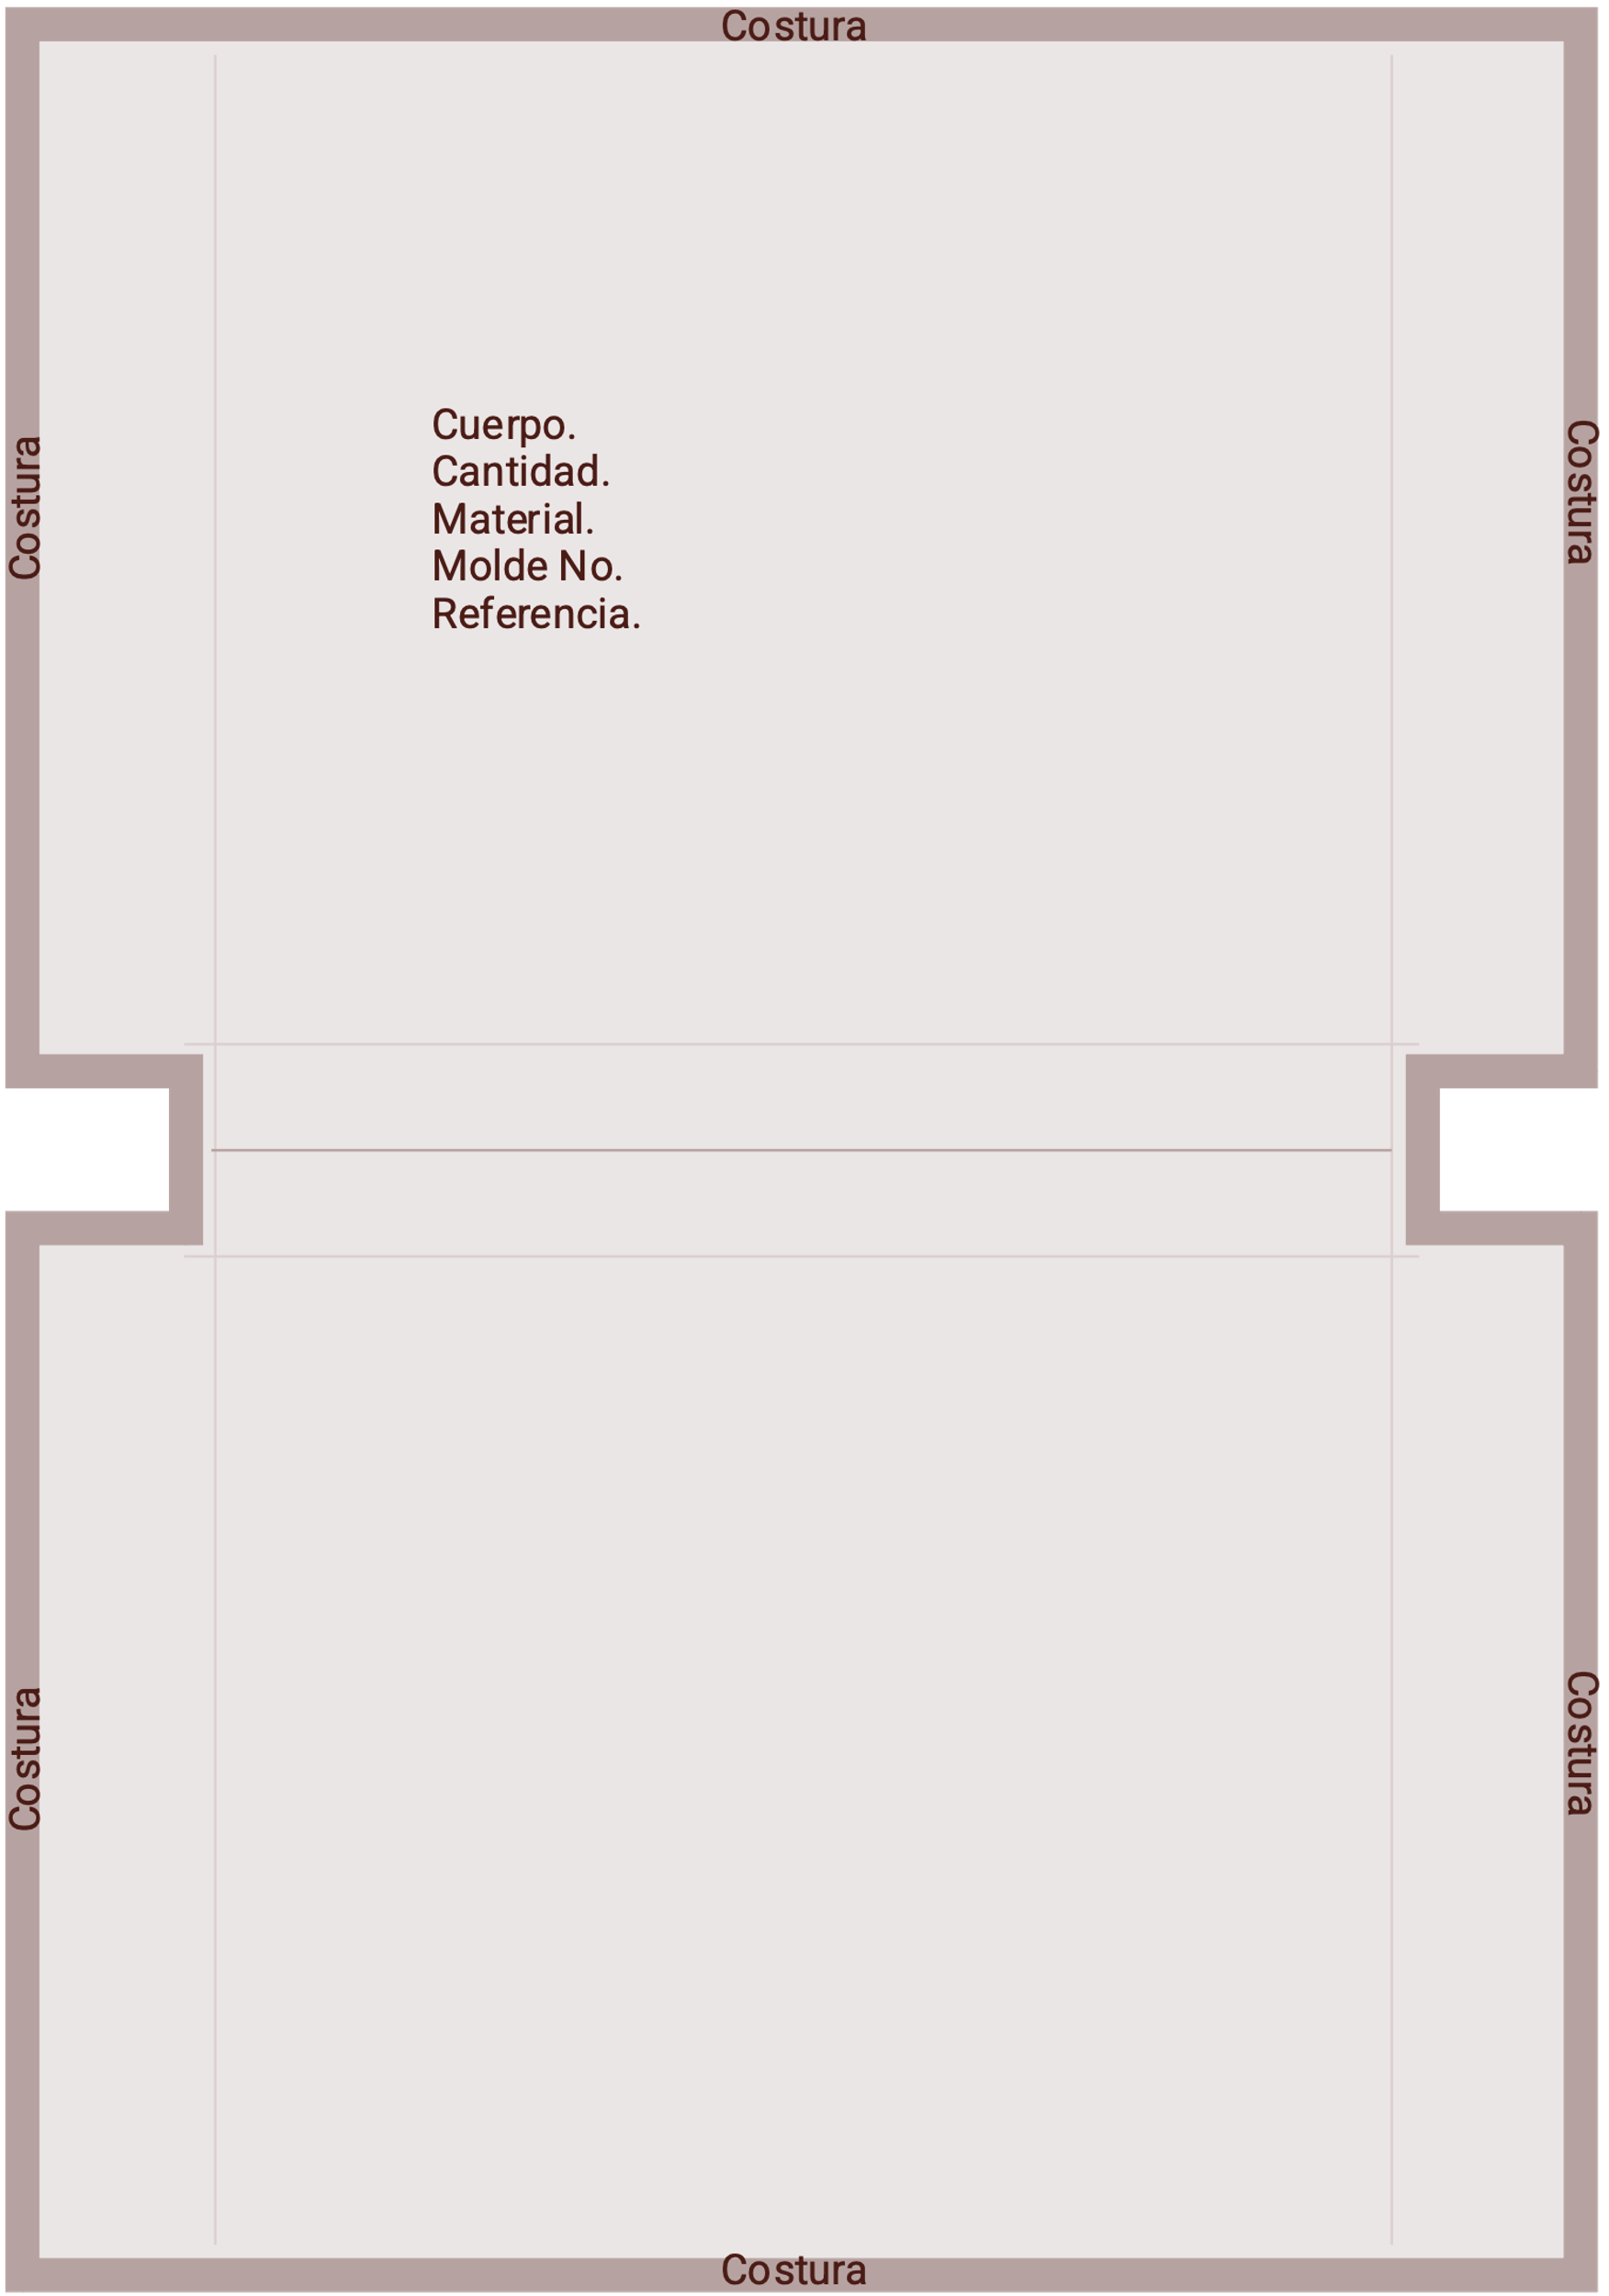 Costura
Costura
Costura
Cuerpo.
Cantidad.
Material.
Molde No.
Referencia.
Costura
Costura
Costura